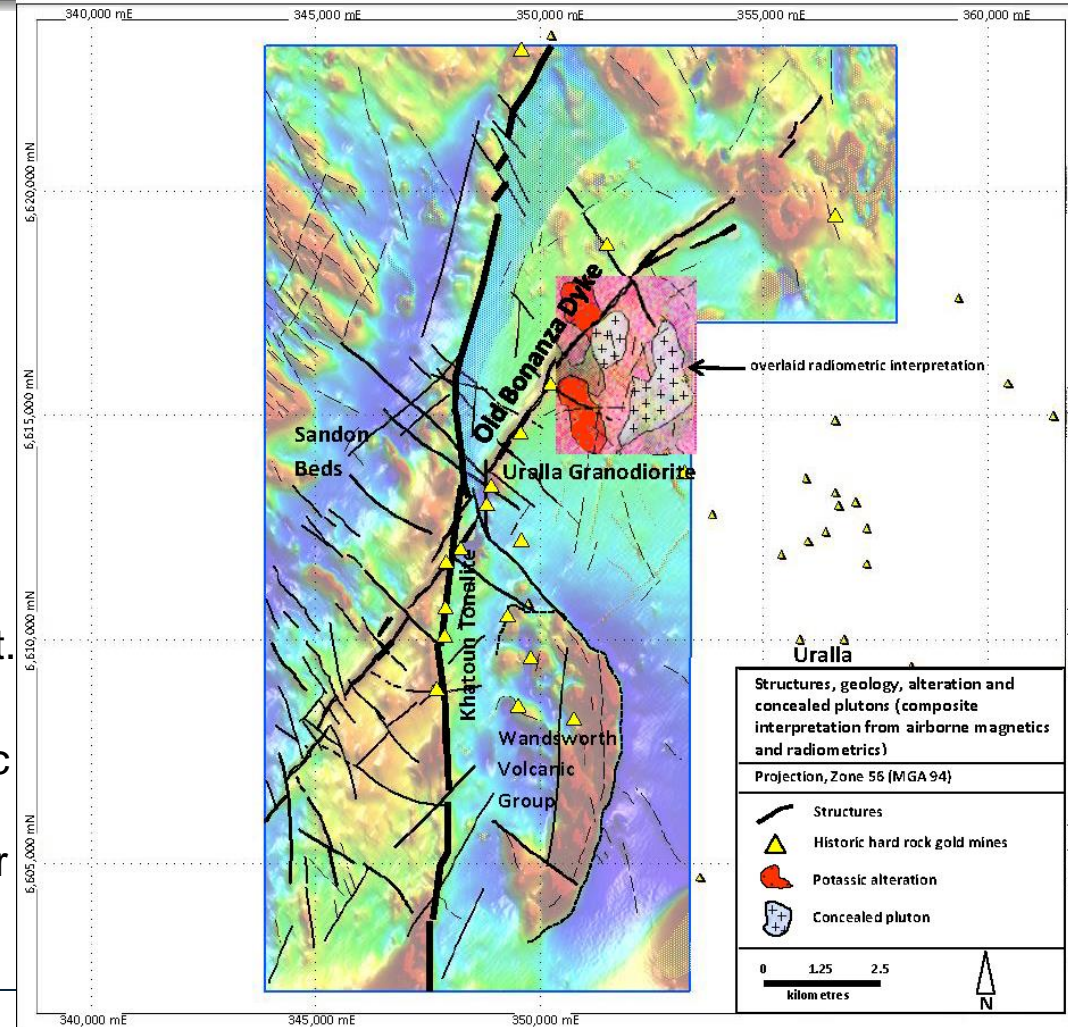 340,000 mE
345,000 mE
350,000 mE
355,000 mE
360,000 mE
6,620,000 mN
6,615,000 mN
6,610,000 mN
6,605,000 mN
Old Bonanza Dyke
overlaid radiometric interpretation
Sandon
Beds
Uralla Granodiorite
Khatoun Tonalite
Wandsworth
Volcanic
Group
Uralla
t.
c
r
Structures, geology, alteration and
concealed plutons (composite
interpretation from airborne magnetics
and radiometrics)
Projection, Zone 56 (MGA 94)
Structures
Historic hard rock gold mines
Potassic alteration
Concealed pluton
0 1.25 2.5
kilometres
N
340,000 mE
345,000 mE
350,000 mE